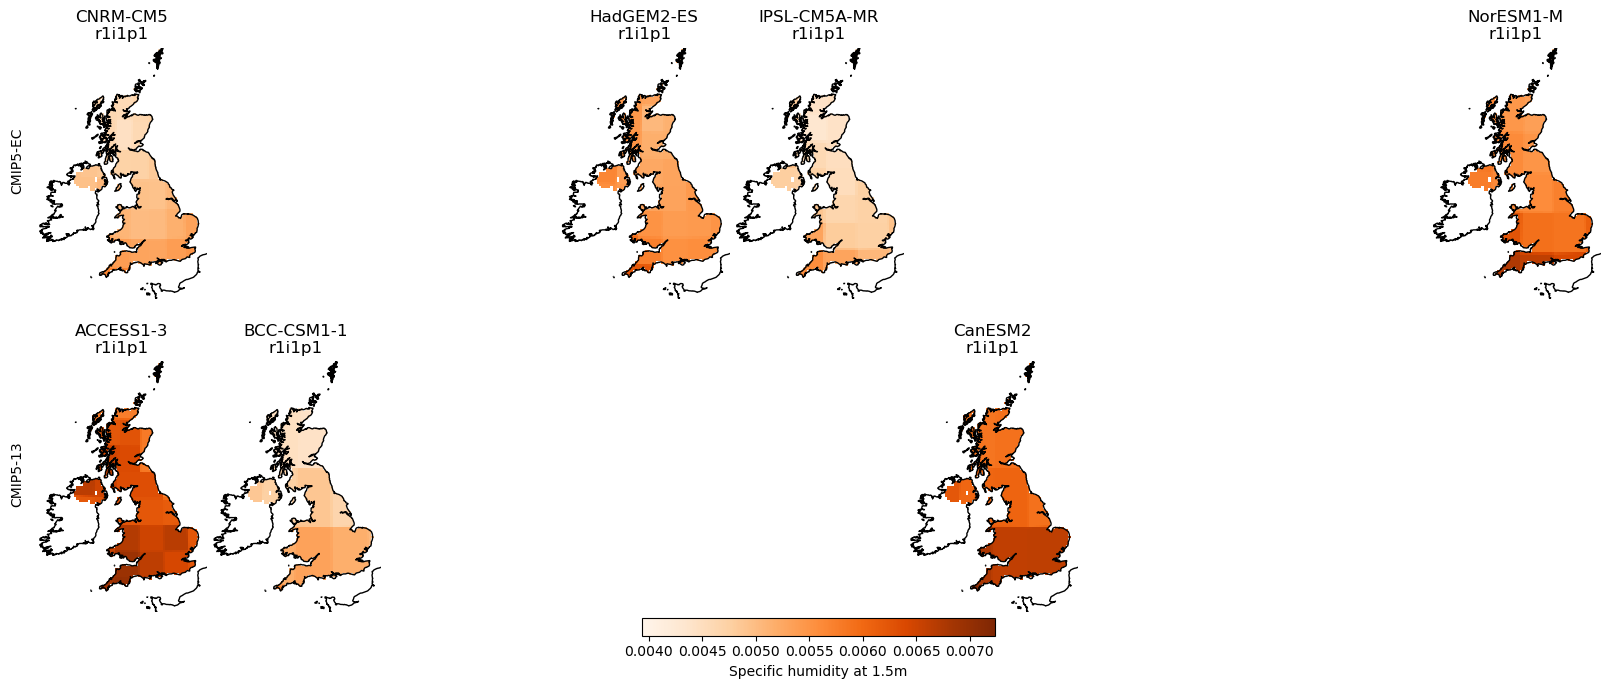 CNRM-CM5
r1i1p1
HadGEM2-ES
r1i1p1
IPSL-CM5A-MR
r1i1p1
NorESM1-M
r1i1p1
CMIP5-EC
ACCESS1-3
r1i1p1
BCC-CSM1-1
r1i1p1
CanESM2
r1i1p1
CMIP5-13
0.0040 0.0045 0.0050 0.0055 0.0060 0.0065 0.0070
Specific humidity at 1.5m